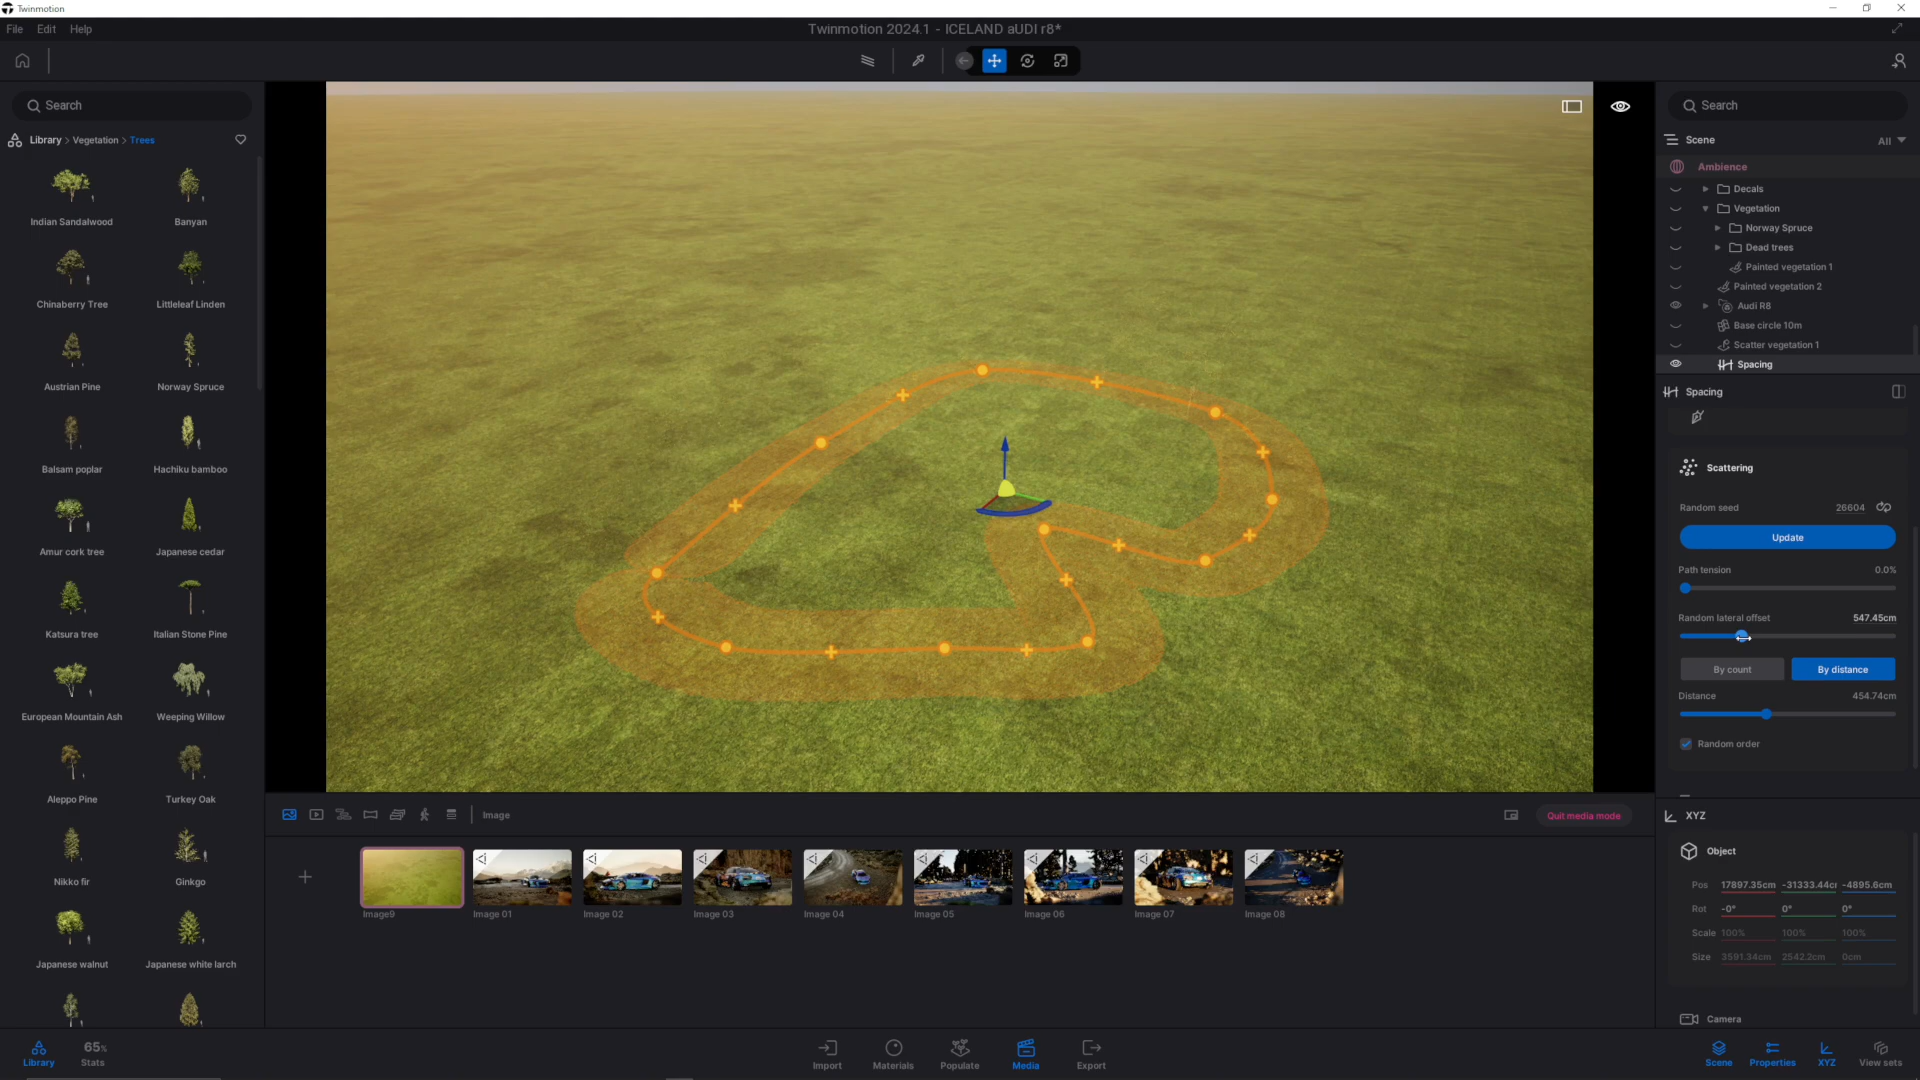 Twinmotion
File Edit Help
Twinmotion 2024.1 - ICELAND aUDI r8*
Search
Library > Vegetation > Trees
Indian Sandalwood Banyan
Chinaberry Tree Littleleaf Linden
Austrian Pine Norway Spruce
Balsam poplar Hachiku bamboo
Amur cork tree Japanese cedar
Katsura tree Italian Stone Pine
European Mountain Ash Weeping Willow
Aleppo Pine Turkey Oak
Nikko fir Ginkgo
Japanese walnut Japanese white larch
Search
Scene All
Ambience
Decals
Vegetation
Norway Spruce
Dead trees
Painted vegetation 1
Painted vegetation 2
Audi R8
Base circle 10m
Scatter vegetation 1
Spacing
Spacing
Scattering
Random seed 26604
Update
Path tension 0.0%
Random lateral offset 547.45cm
By count By distance
Distance 454.74cm
Random order
XYZ
Object
Pos 17897.35cm -31333.44cr -4895.6cm
Rot -0° 0° 0°
Scale 100% 100% 100%
Size 3591.34cm 2542.2cm 0cm
Camera
Image
Quit media mode
Image9 Image 01 Image 02 Image 03 Image 04 Image 05 Image 06 Image 07 Image 08
65%
Library Stats Import Materials Populate Media Export Scene Properties XYZ View sets